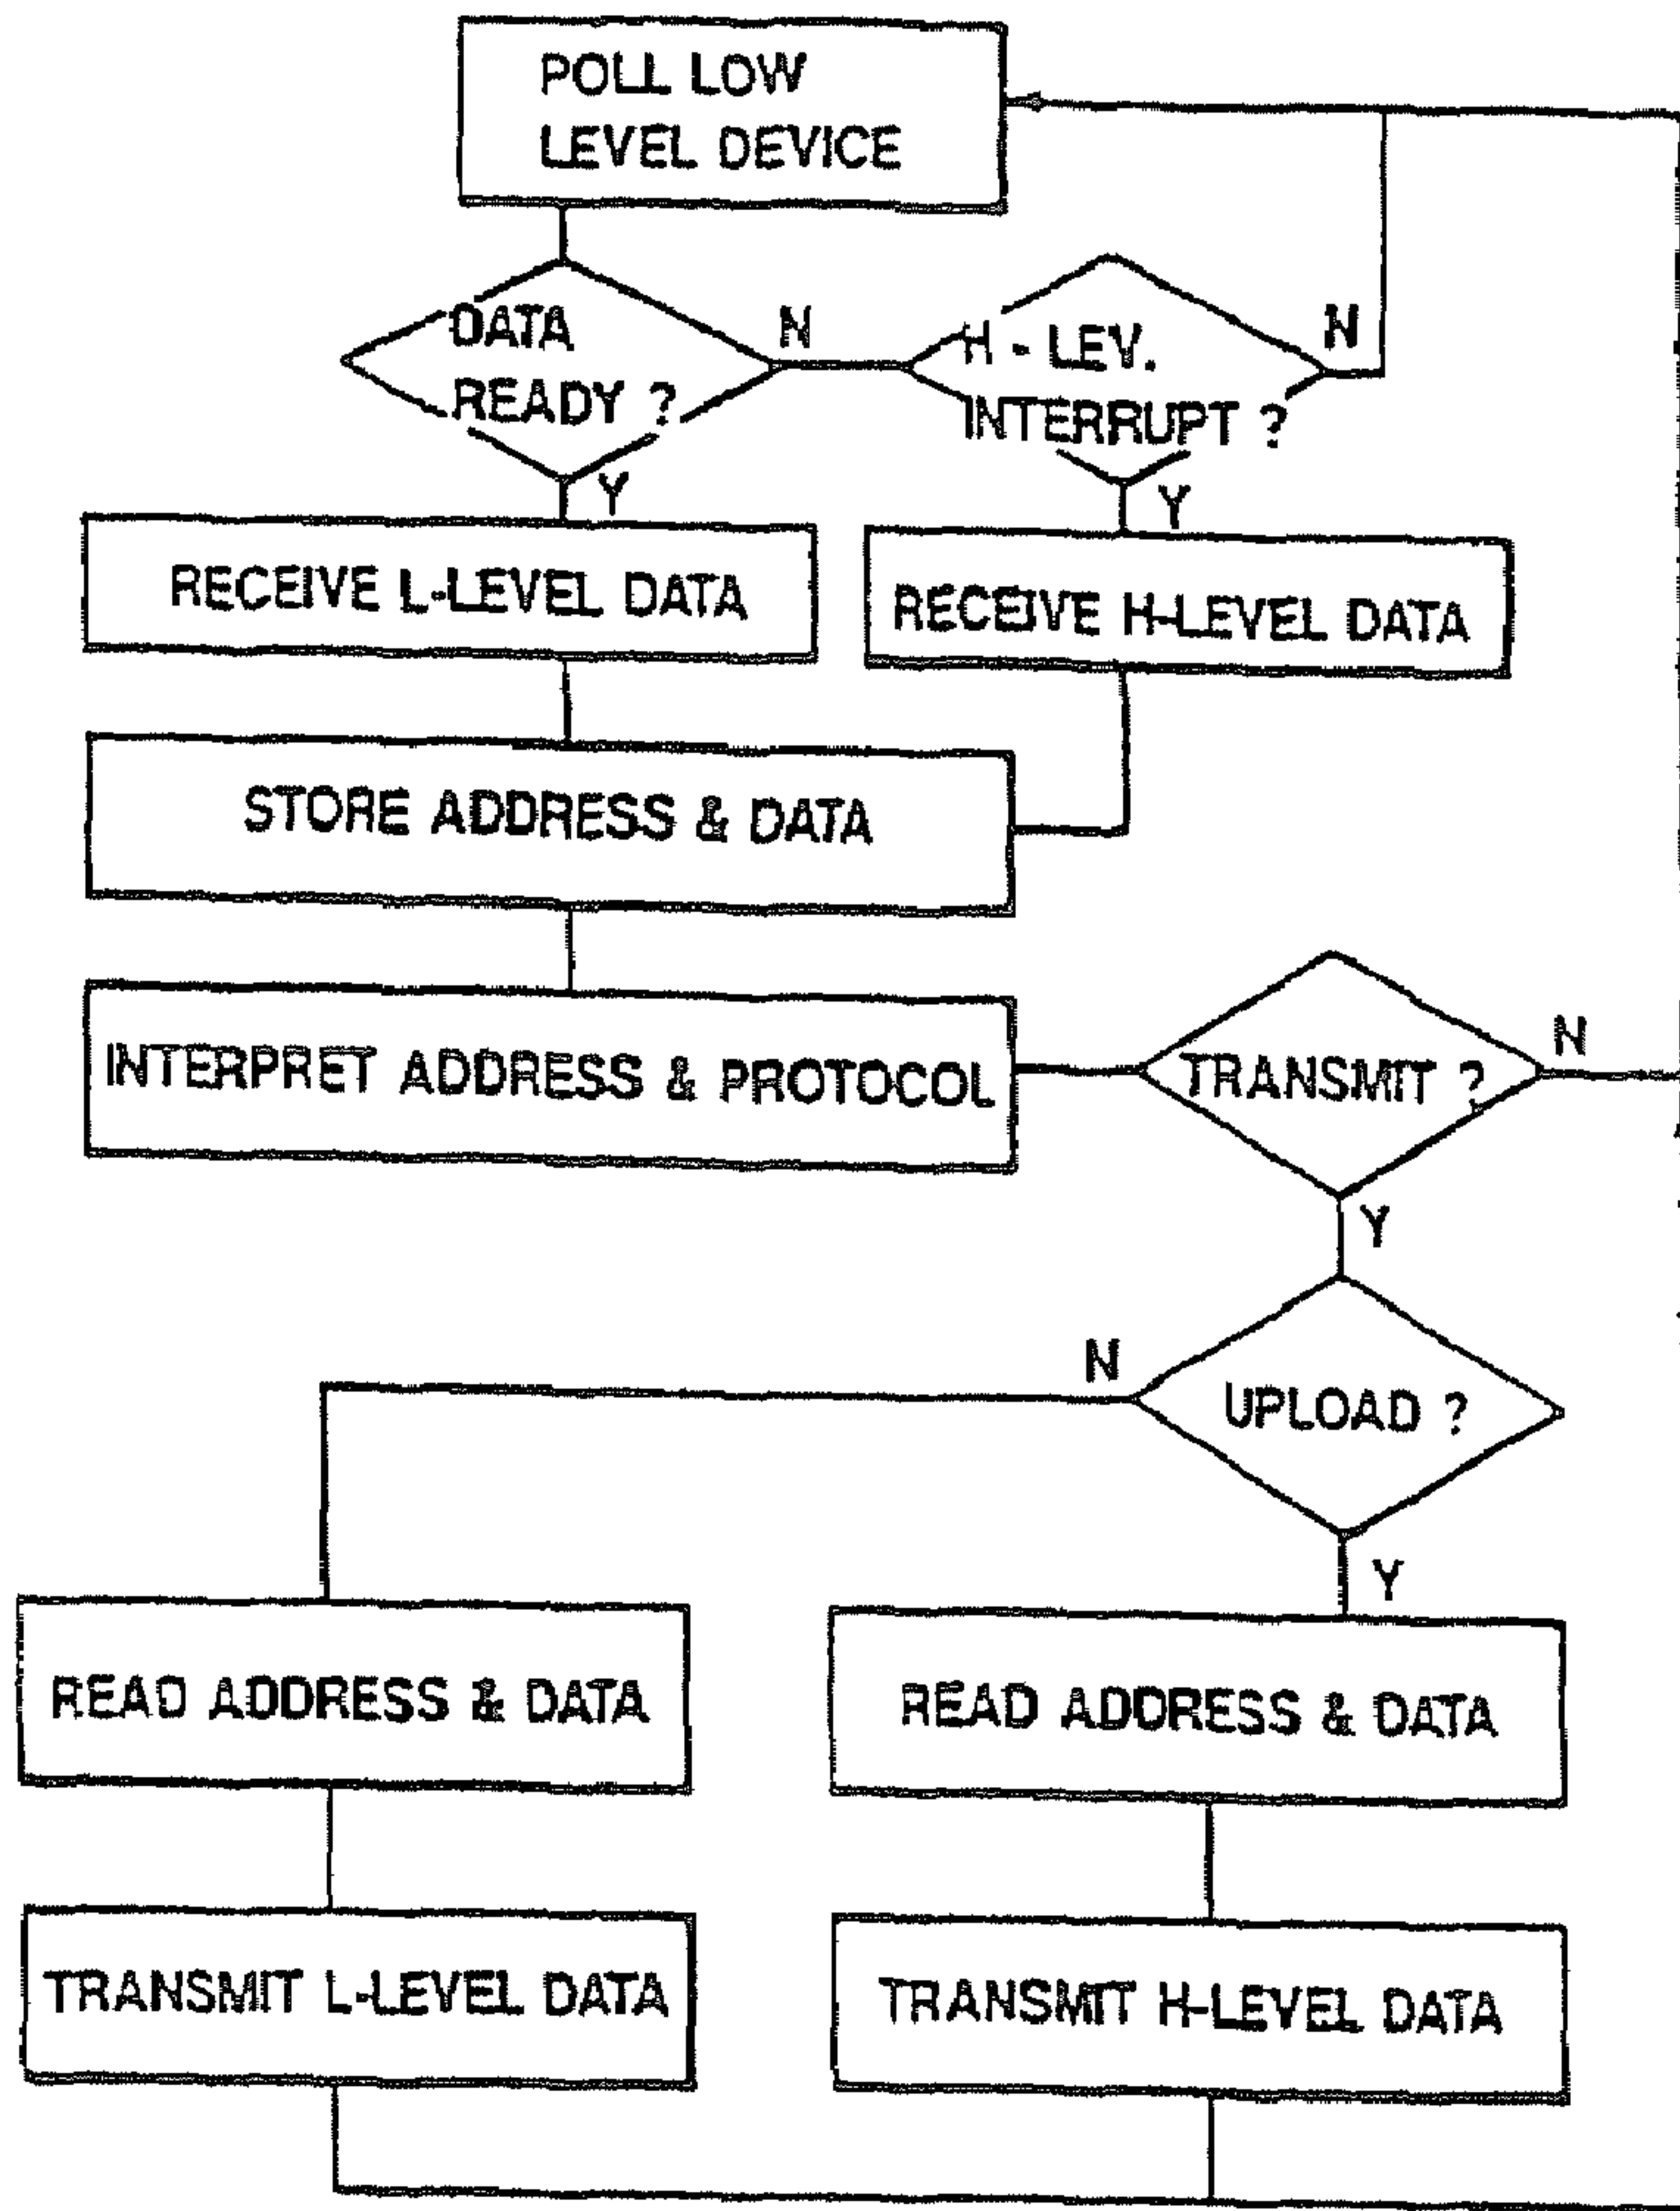 POLL LOW
LEVEL DEVICE
DATA
READY ?
N
H - LEV.
INTERRUPT ?
N
Y
Y
RECEIVE L-LEVEL DATA
RECEIVE H-LEVEL DATA
STORE ADDRESS & DATA
INTERPRET ADDRESS & PROTOCOL
TRANSMIT ?
N
Y
N
UPLOAD ?
Y
READ ADDRESS & DATA
READ ADDRESS & DATA
TRANSMIT L-LEVEL DATA
TRANSMIT H-LEVEL DATA